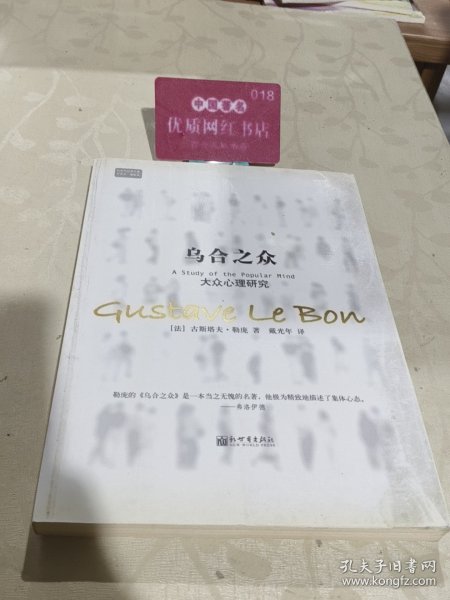 018
中国著名
优质网红书店
乌合之众
A Study of the Popular Mind
大众心理研究
Gustave Le Bon
[法] 古斯塔夫·勒庞 著 戴光年 译
勒庞的《乌合之众》是一本当之无愧的名著，他极为精致地描述了集体心态。
——弗洛伊德
新世界出版社
NEW WORLD PRESS
孔夫子旧书网
www.kongfz.com